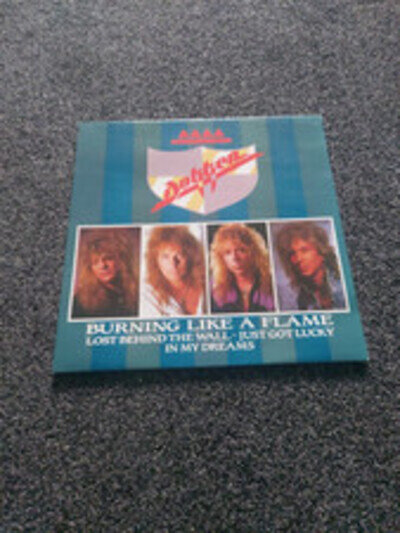 Dokken
BURNING LIKE A FLAME
LOST BEHIND THE WALL - JUST GOT LUCKY
IN MY DREAMS